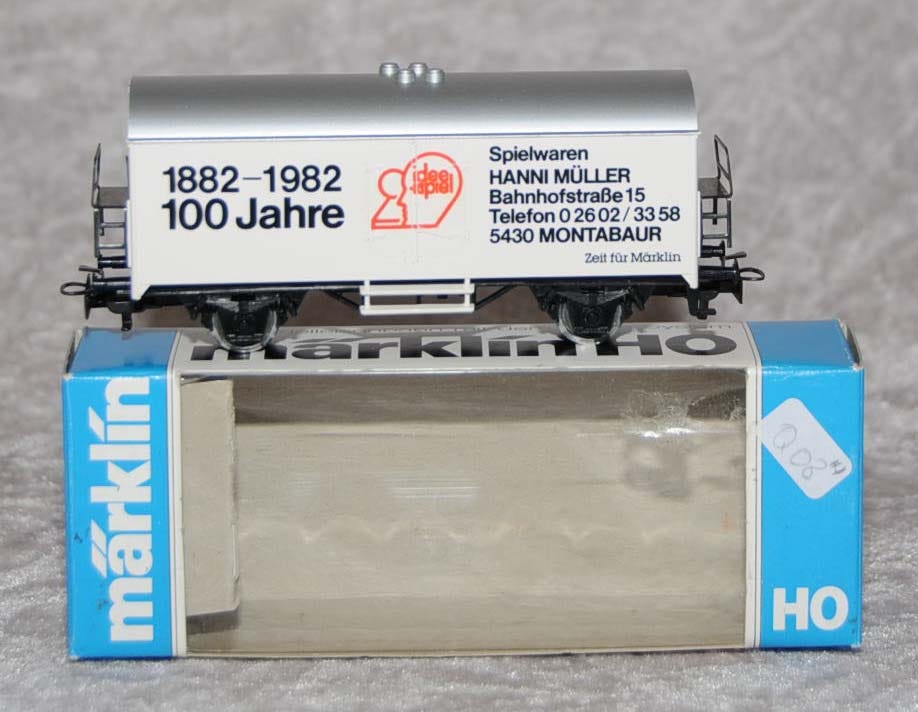 1882–1982
100 Jahre
idee
+spiel
Spielwaren
HANNI MÜLLER
Bahnhofstraße 15
Telefon 0 26 02 / 33 58
5430 MONTABAUR
Zeit für Märklin
system
märklin HO
märklin
HO